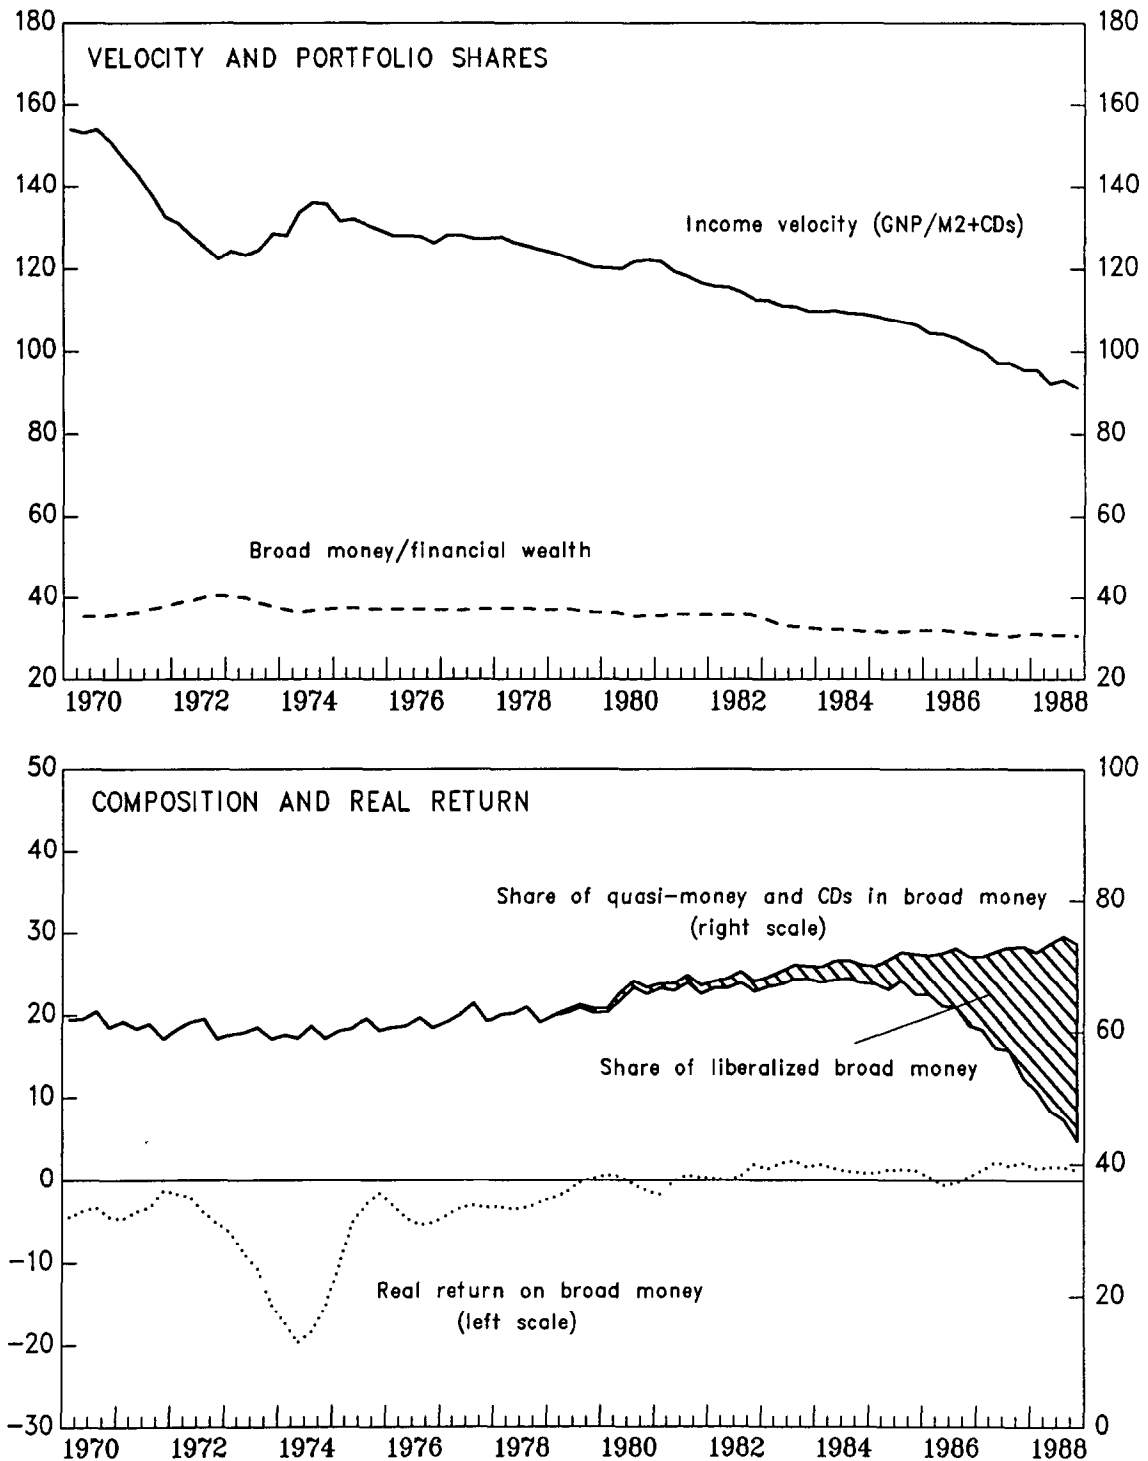 180 180
VELOCITY AND PORTFOLIO SHARES
160 160
140 140
Income velocity (GNP/M2+CDs)
120 120
100 100
80 80
60 60
Broad money/financial wealth
40 40
20 20
1970 1972 1974 1976 1978 1980 1982 1984 1986 1988
50 100
COMPOSITION AND REAL RETURN
40
Share of quasi-money and CDs in broad money
80
(right scale)
30
20 60
Share of liberalized broad money
10
0 40
-10
Real return on broad money
20
(left scale)
-20
-30 0
1970 1972 1974 1976 1978 1980 1982 1984 1986 1988